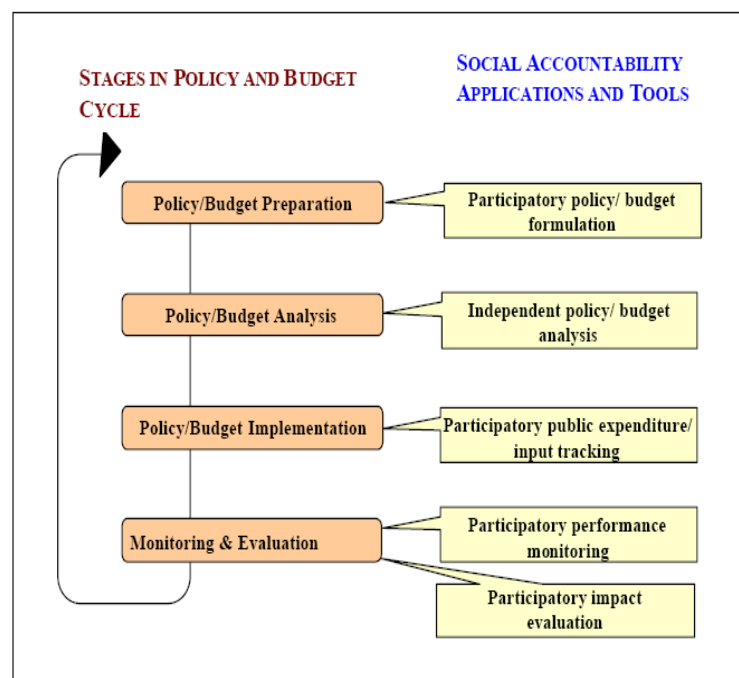 STAGES IN POLICY AND BUDGET
CYCLE
SOCIAL ACCOUNTABILITY
APPLICATIONS AND TOOLS
Policy/Budget Preparation
Participatory policy/ budget
formulation
Policy/Budget Analysis
Independent policy/ budget
analysis
Policy/Budget Implementation
Participatory public expenditure/
input tracking
Monitoring & Evaluation
Participatory performance
monitoring
Participatory impact
evaluation